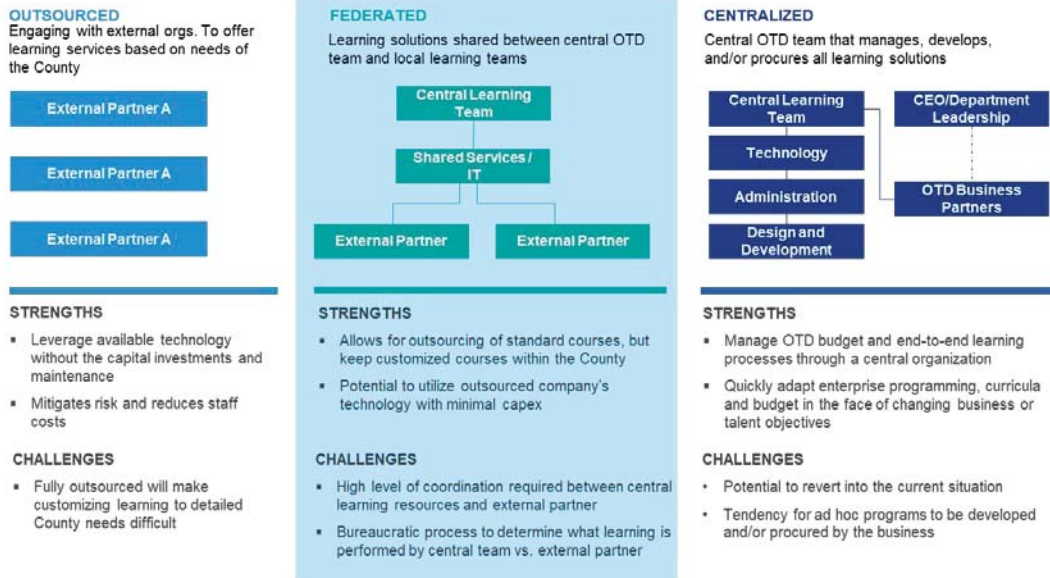 OUTSOURCED
Engaging with external orgs. To offer
learning services based on needs of
the County
External Partner A
External Partner A
External Partner A
STRENGTHS
▪ Leverage available technology
without the capital investments and
maintenance
▪ Mitigates risk and reduces staff
costs
CHALLENGES
▪ Fully outsourced will make
customizing learning to detailed
County needs difficult
FEDERATED
Learning solutions shared between central OTD
team and local learning teams
Central Learning
Team
Shared Services /
IT
External Partner
External Partner
STRENGTHS
▪ Allows for outsourcing of standard courses, but
keep customized courses within the County
▪ Potential to utilize outsourced company's
technology with minimal capex
CHALLENGES
▪ High level of coordination required between central
learning resources and external partner
▪ Bureaucratic process to determine what learning is
performed by central team vs. external partner
CENTRALIZED
Central OTD team that manages, develops,
and/or procures all learning solutions
Central Learning
Team
Technology
Administration
Design and
Development
CEO/Department
Leadership
OTD Business
Partners
STRENGTHS
▪ Manage OTD budget and end-to-end learning
processes through a central organization
▪ Quickly adapt enterprise programming, curricula
and budget in the face of changing business or
talent objectives
CHALLENGES
• Potential to revert into the current situation
• Tendency for ad hoc programs to be developed
and/or procured by the business